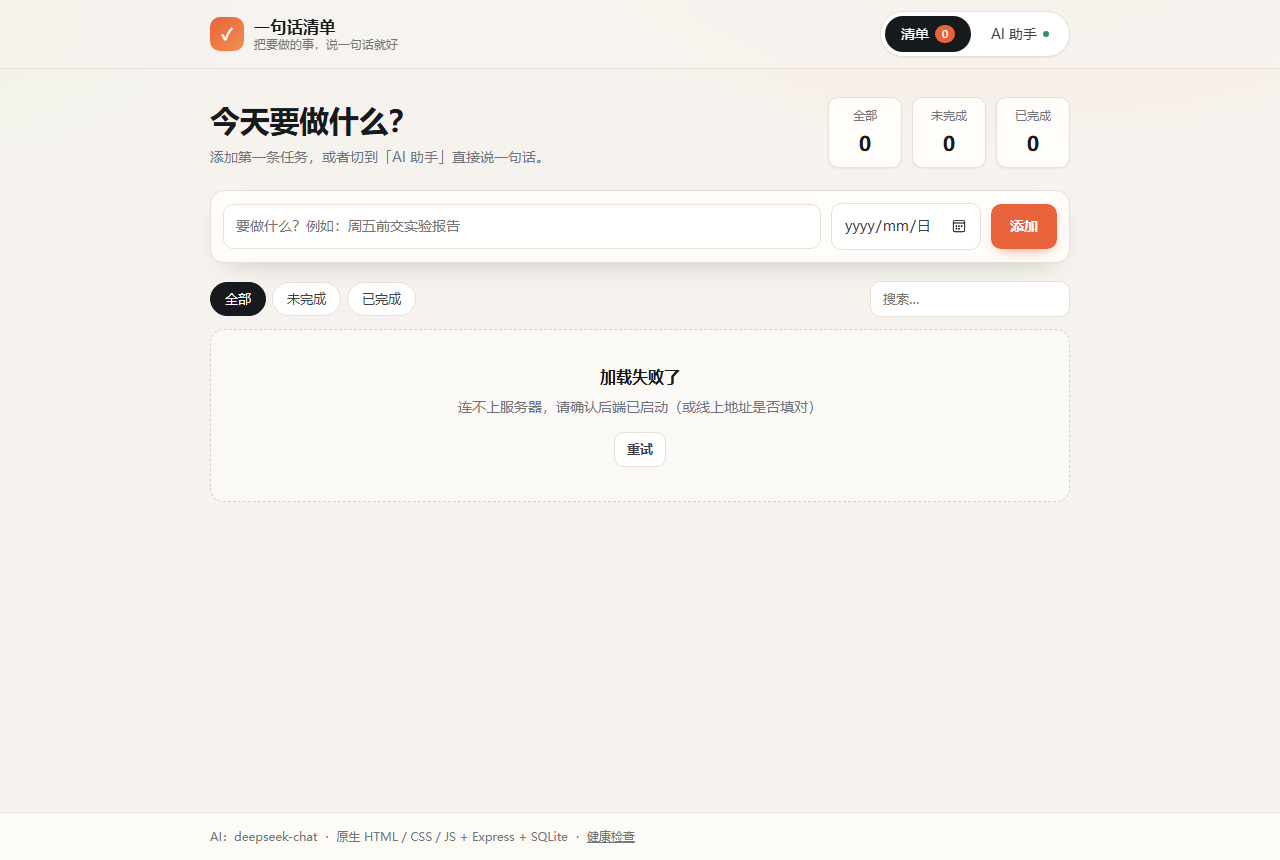 一句话清单
把要做的事，说一句话就好
清单 0
AI 助手
今天要做什么？
添加第一条任务，或者切到「AI 助手」直接说一句话。
全部
0
未完成
0
已完成
0
要做什么？例如：周五前交实验报告
yyyy/mm/日
添加
全部
未完成
已完成
搜索...
加载失败了
连不上服务器，请确认后端已启动（或线上地址是否填对）
重试
AI：deepseek-chat · 原生 HTML / CSS / JS + Express + SQLite · 健康检查